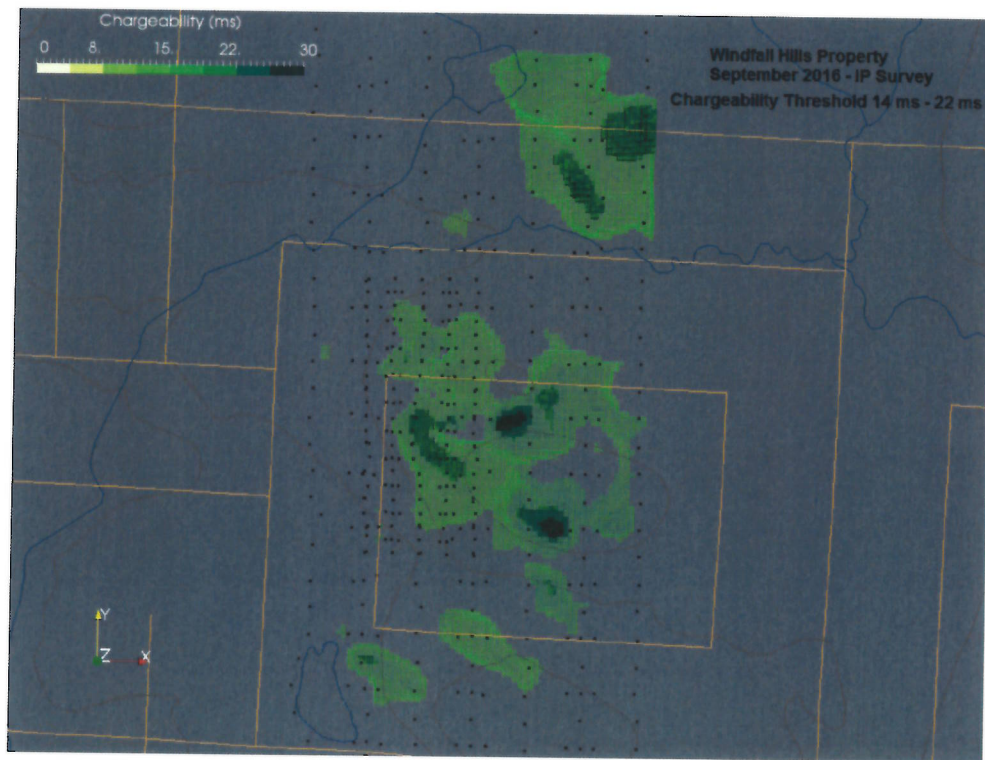 Chargeability (ms)
0 8. 15. 22. 30.
Windfall Hills Property
September 2016 - IP Survey
Chargeability Threshold 14 ms - 22 ms
Y
Z X